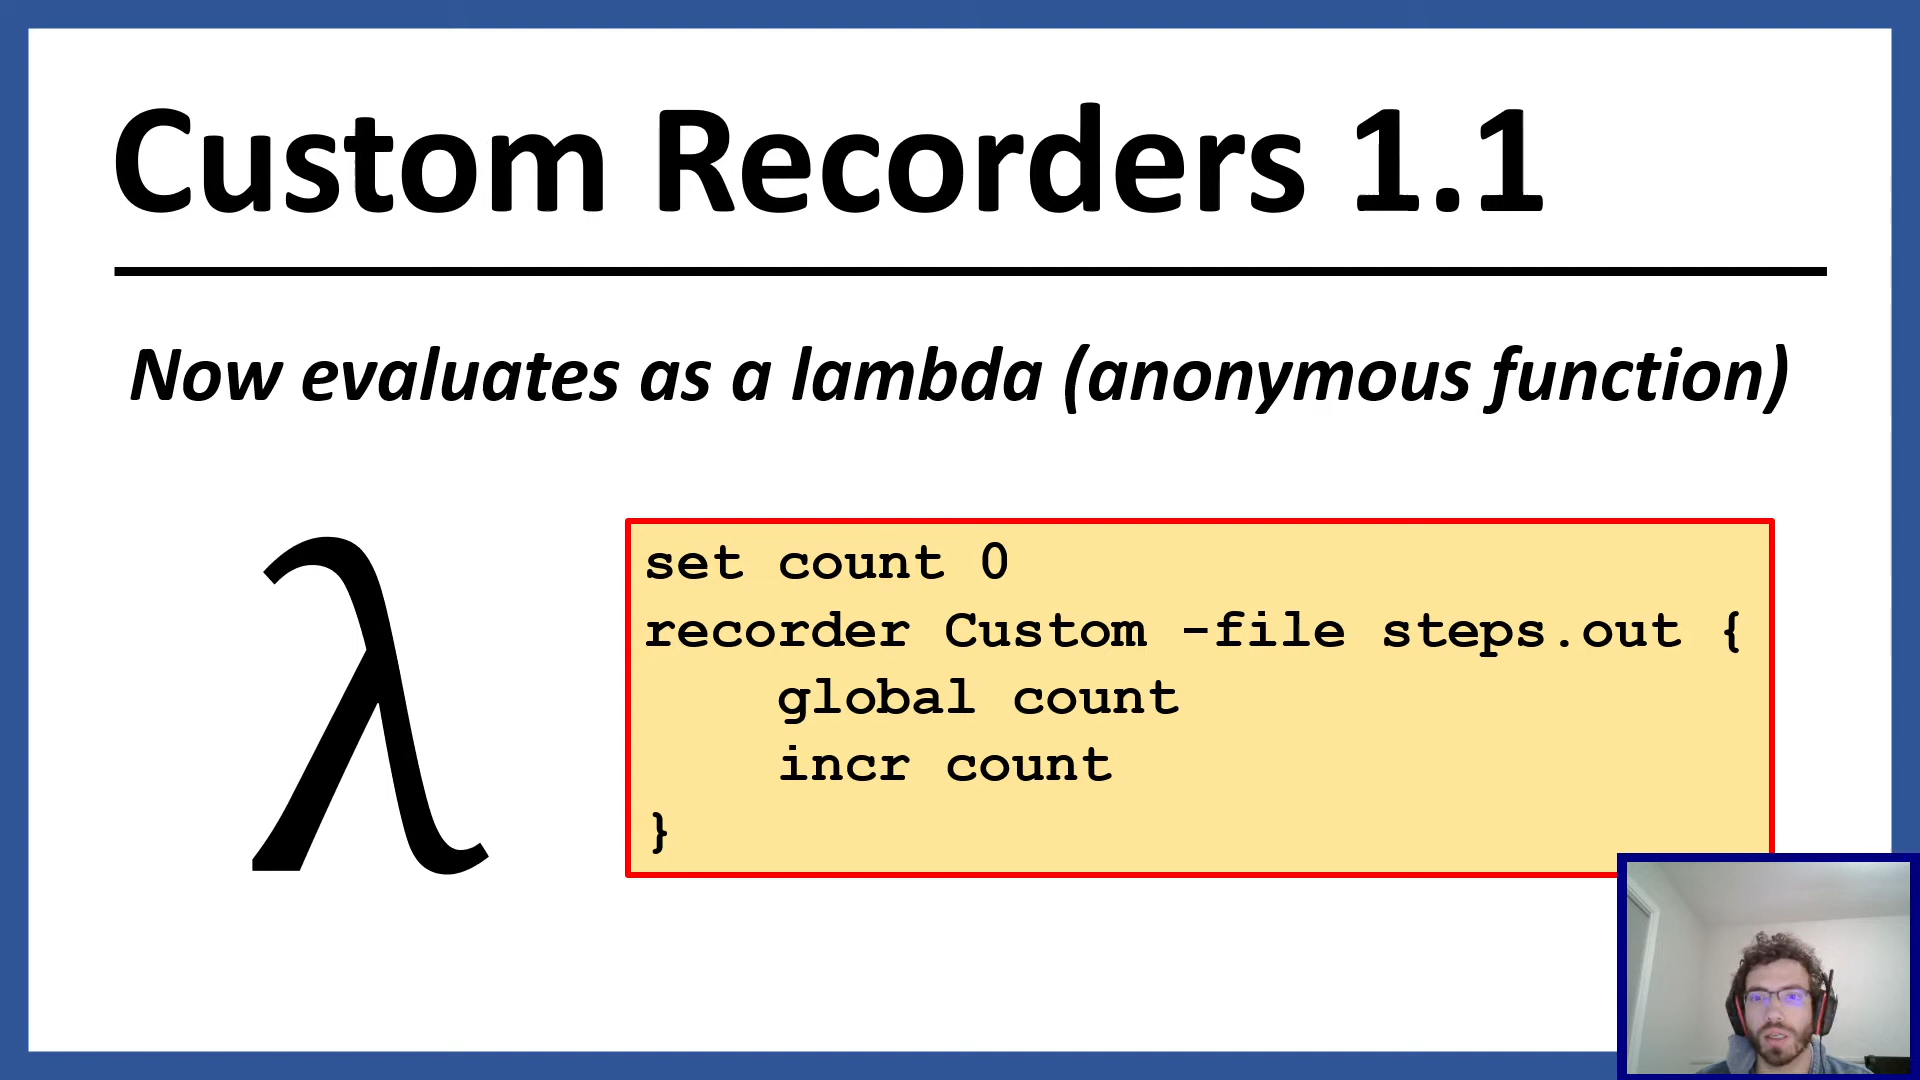 Custom Recorders 1.1
Now evaluates as a lambda (anonymous function)
λ
set count 0
recorder Custom -file steps.out {
    global count
    incr count
}